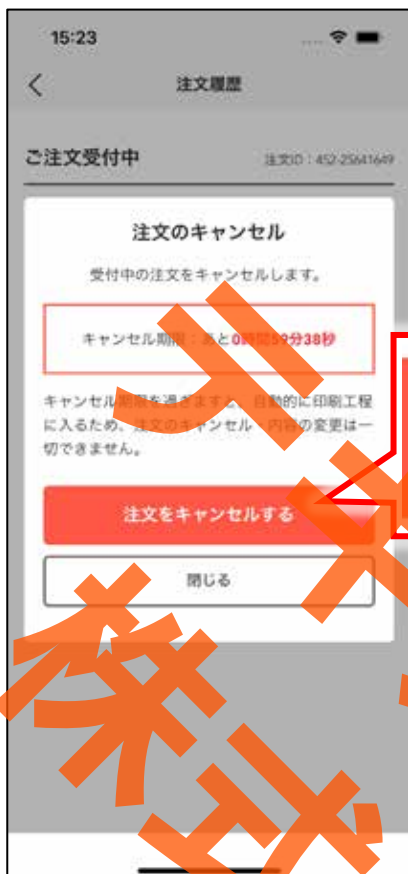 15:23
注文履歴
ご注文受付中
注文ID：452-25641649
注文のキャンセル
受付中の注文をキャンセルします。
キャンセル期限：あと0時間59分38秒
キャンセル期限を過ぎますと、自動的に印刷工程
に入るため、注文のキャンセル・内容の変更は一
切できません。
注文をキャンセルする
閉じる
株式